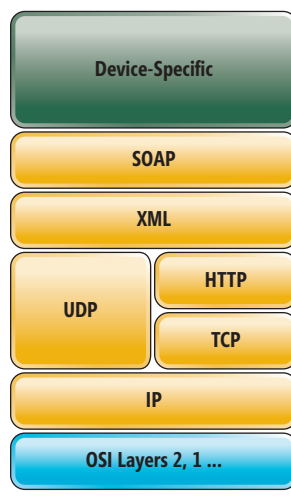 Device-Specific
SOAP
XML
UDP
HTTP
TCP
IP
OSI Layers 2, 1 ...